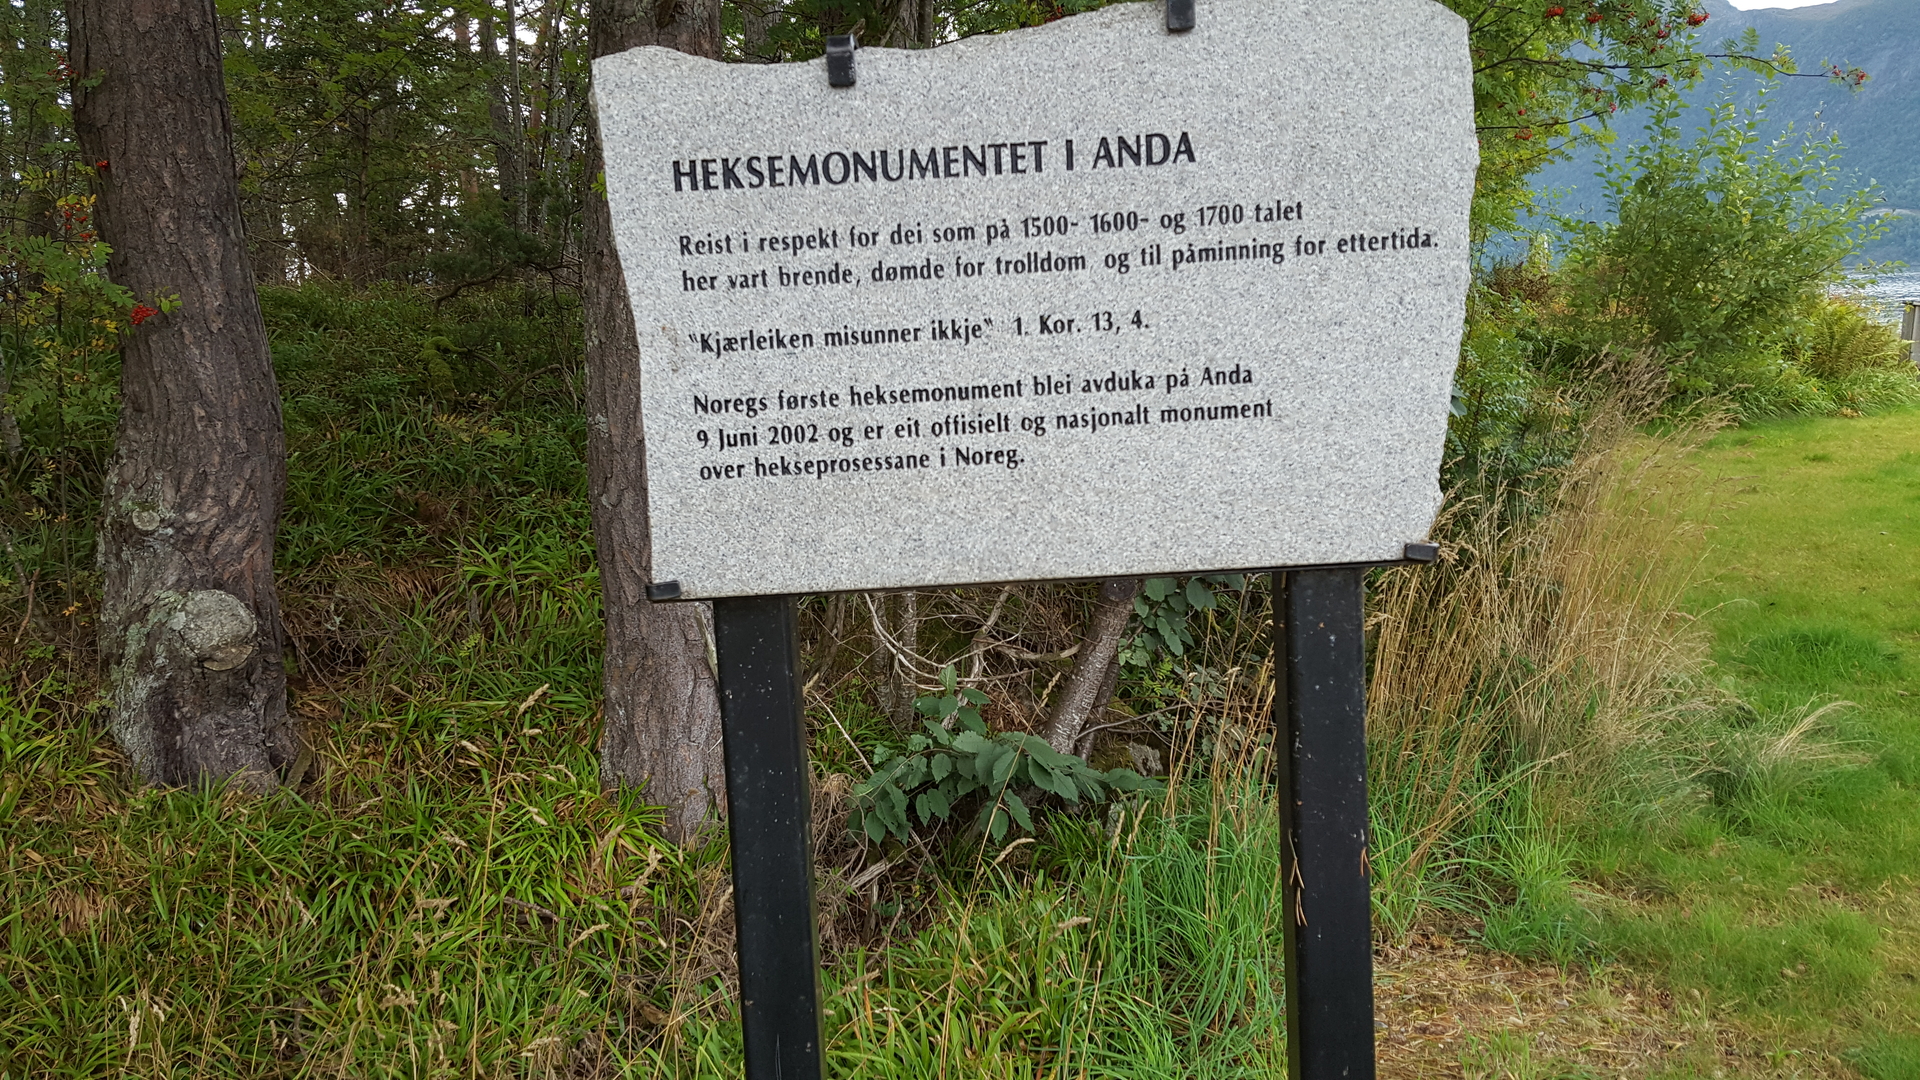 HEKSEMONUMENTET I ANDA
Reist i respekt for dei som på 1500- 1600- og 1700 talet
her vart brende, dømde for trolldom og til påminning for ettertida.
"Kjærleiken misunner ikkje" 1. Kor. 13, 4.
Noregs første heksemonument blei avduka på Anda
9 Juni 2002 og er eit offisielt og nasjonalt monument
over hekseprosessane i Noreg.